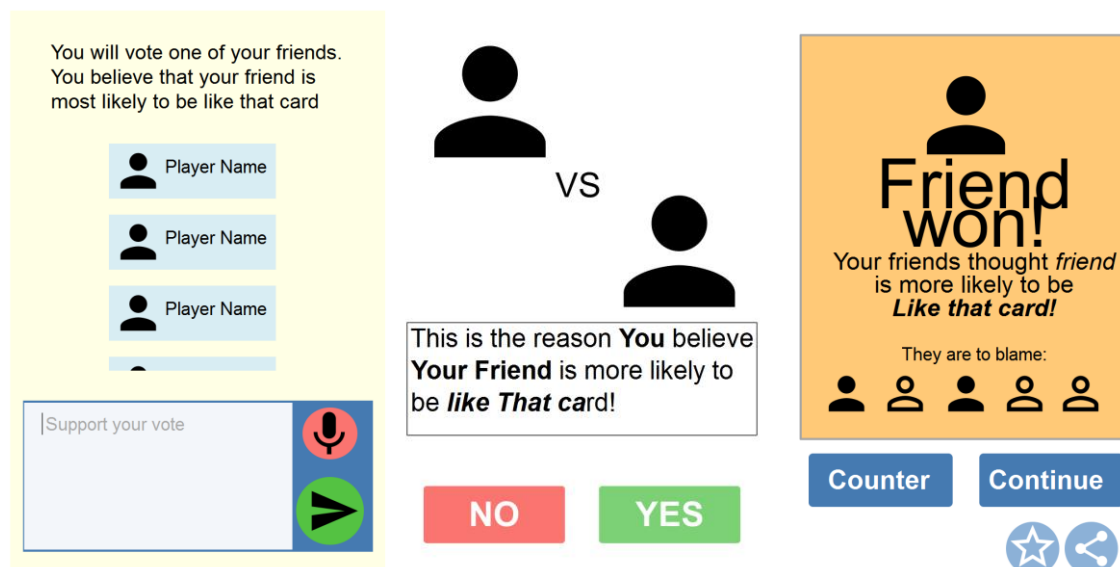 You will vote one of your friends.
You believe that your friend is
most likely to be like that card
Player Name
Player Name
Player Name
Support your vote
VS
This is the reason You believe
Your Friend is more likely to
be like That card!
NO
YES
Friend
won!
Your friends thought friend
is more likely to be
Like that card!
They are to blame:
Counter
Continue